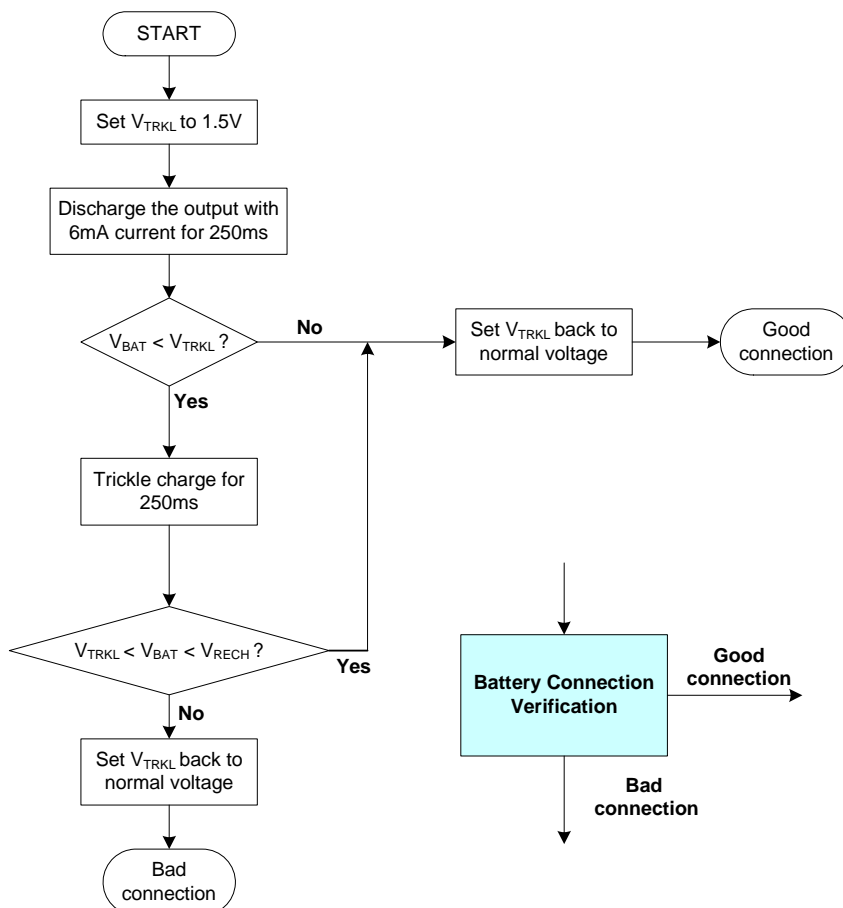 START
Set VTRKL to 1.5V
Discharge the output with
6mA current for 250ms
VBAT < VTRKL ?
No
Set VTRKL back to
normal voltage
Good
connection
Yes
Trickle charge for
250ms
VTRKL < VBAT < VRECH ?
Yes
No
Set VTRKL back to
normal voltage
Bad
connection
Battery Connection
Verification
Good
connection
Bad
connection